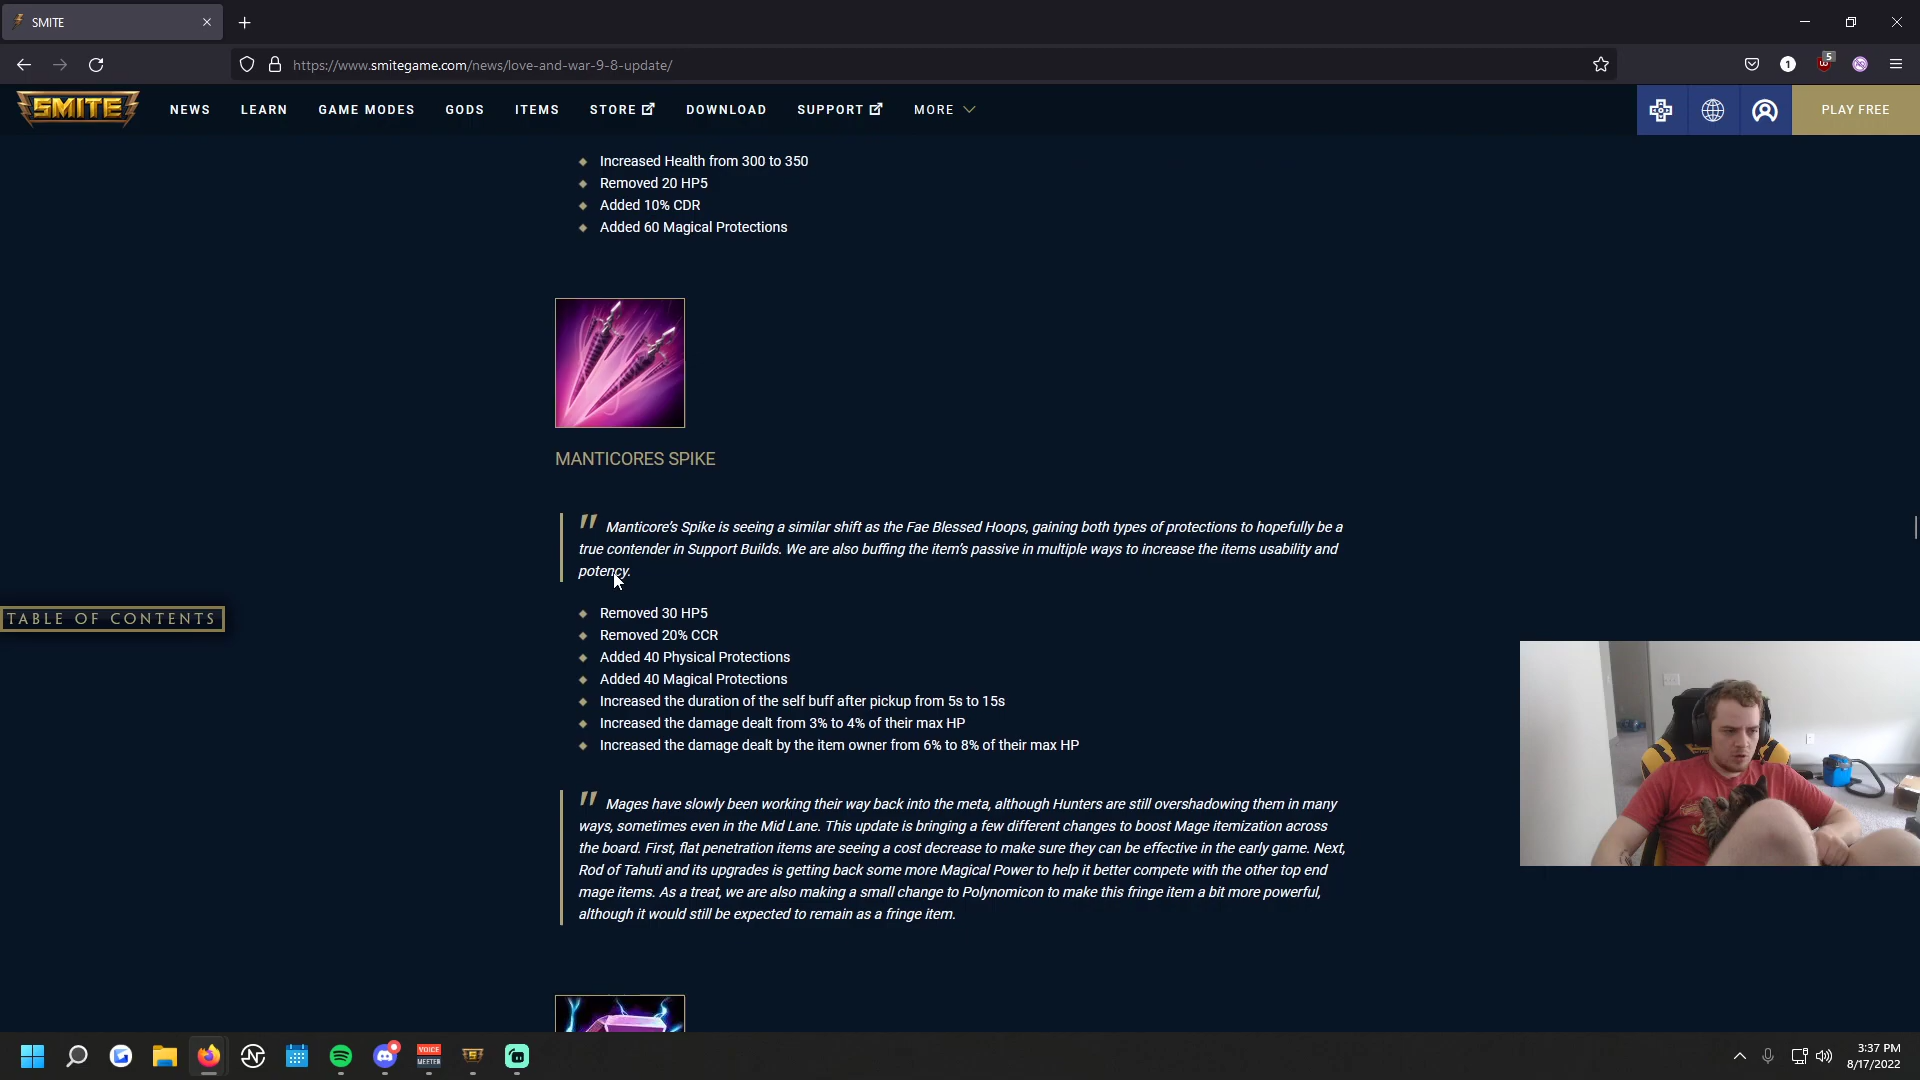 SMITE
https://www.smitegame.com/news/love-and-war-9-8-update/
1
5
SMITE
NEWS LEARN GAME MODES GODS ITEMS STORE DOWNLOAD SUPPORT MORE
PLAY FREE
Increased Health from 300 to 350
Removed 20 HP5
Added 10% CDR
Added 60 Magical Protections
MANTICORES SPIKE
" Manticore's Spike is seeing a similar shift as the Fae Blessed Hoops, gaining both types of protections to hopefully be a
true contender in Support Builds. We are also buffing the item's passive in multiple ways to increase the items usability and
potency.
TABLE OF CONTENTS
Removed 30 HP5
Removed 20% CCR
Added 40 Physical Protections
Added 40 Magical Protections
Increased the duration of the self buff after pickup from 5s to 15s
Increased the damage dealt from 3% to 4% of their max HP
Increased the damage dealt by the item owner from 6% to 8% of their max HP
" Mages have slowly been working their way back into the meta, although Hunters are still overshadowing them in many
ways, sometimes even in the Mid Lane. This update is bringing a few different changes to boost Mage itemization across
the board. First, flat penetration items are seeing a cost decrease to make sure they can be effective in the early game. Next,
Rod of Tahuti and its upgrades is getting back some more Magical Power to help it better compete with the other top end
mage items. As a treat, we are also making a small change to Polynomicon to make this fringe item a bit more powerful,
although it would still be expected to remain as a fringe item.
VOICE
MEETER
3:37 PM
8/17/2022